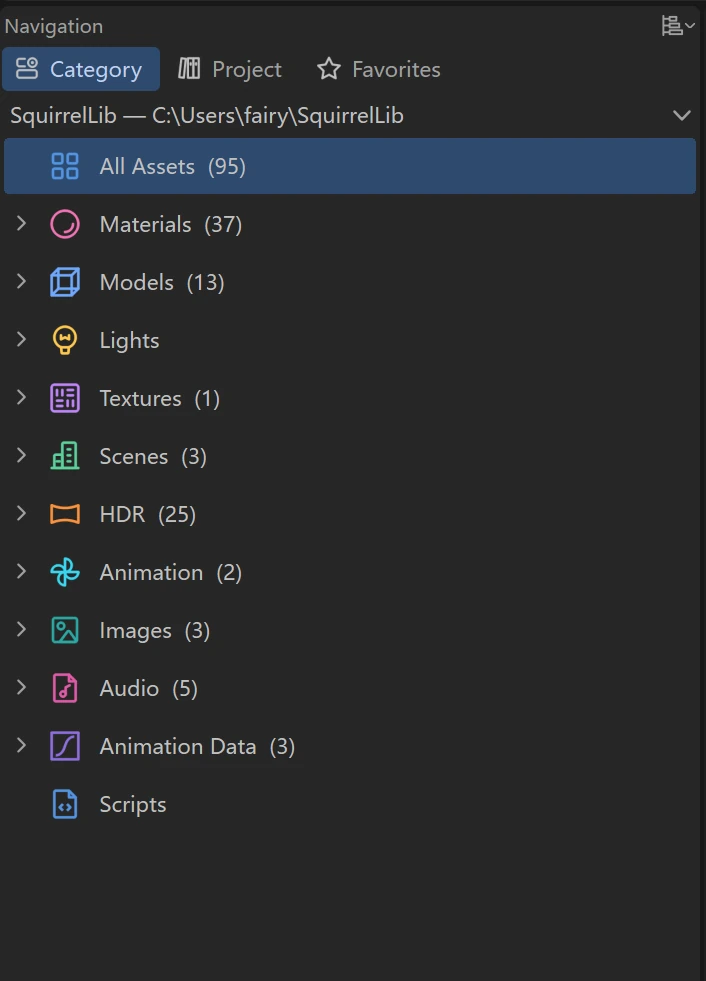 Navigation
Category Project Favorites
SquirrelLib — C:\Users\fairy\SquirrelLib
All Assets (95)
Materials (37)
Models (13)
Lights
Textures (1)
Scenes (3)
HDR (25)
Animation (2)
Images (3)
Audio (5)
Animation Data (3)
Scripts